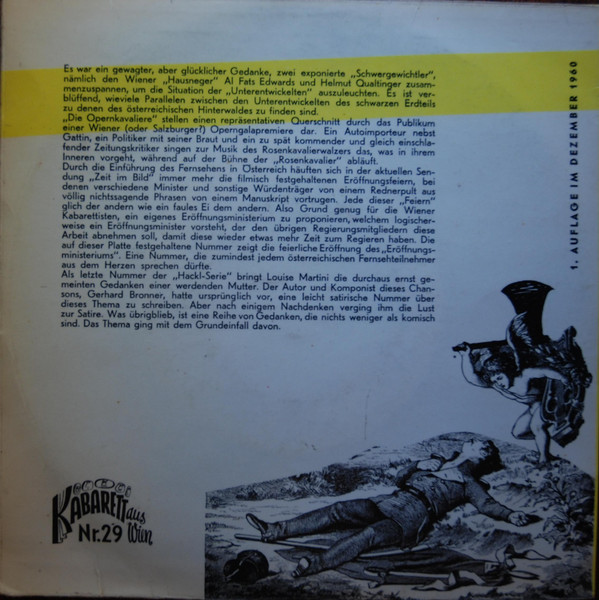 Es war ein gewagter, aber glücklicher Gedanke, zwei exponierte „Schwergewichtler",
nämlich den Wiener „Hausneger" Al Fats Edwards und Helmut Qualtinger zusam-
menzuspannen, um die Situation der „Unterentwickelten" auszuleuchten. Es ist ver-
blüffend, wieviele Parallelen zwischen den Unterentwickelten des schwarzen Erdteils
zu denen des österreichischen Hinterwaldes zu finden sind.
„Die Opernkavaliere" stellen einen repräsentativen Querschnitt durch das Publikum
einer Wiener (oder Salzburger?) Operngalapremiere dar. Ein Autoimporteur nebst
Gattin, ein Politiker mit seiner Braut und ein zu spät kommender und gleich einschla-
fender Zeitungskritiker singen zur Musik des Rosenkavalierwalzers das, was in ihrem
Inneren vorgeht, während auf der Bühne der „Rosenkavalier" abläuft.
Durch die Einführung des Fernsehens in Österreich häuften sich in der aktuellen Sen-
dung „Zeit im Bild" immer mehr die filmisch festgehaltenen Eröffnungsfeiern, bei
denen verschiedene Minister und sonstige Würdenträger von einem Rednerpult aus
völlig nichtssagende Phrasen von einem Manuskript vortrugen. Jede dieser „Feiern"
glich der andern wie ein faules Ei dem andern. Also Grund genug für die Wiener
Kabarettisten, ein eigenes Eröffnungsministerium zu proponieren, welchem logischer-
weise ein Eröffnungsminister vorsteht, der den übrigen Regierungsmitgliedern diese
Arbeit abnehmen soll, damit diese wieder etwas mehr Zeit zum Regieren haben. Die
auf dieser Platte festgehaltene Nummer zeigt die feierliche Eröffnung des „Eröffnungs-
ministeriums". Eine Nummer, die zumindest jedem österreichischen Fernsehteilnehmer
aus dem Herzen sprechen dürfte.
Als letzte Nummer der „Hackl-Serie" bringt Louise Martini die durchaus ernst ge-
meinten Gedanken einer werdenden Mutter. Der Autor und Komponist dieses Chan-
sons, Gerhard Bronner, hatte ursprünglich vor, eine leicht satirische Nummer über
dieses Thema zu schreiben. Aber nach einigem Nachdenken verging ihm die Lust
zur Satire. Was übrigblieb, ist eine Reihe von Gedanken, die nichts weniger als komisch
sind. Das Thema ging mit dem Grundeinfall davon.
1. AUFLAGE IM DEZEMBER 1960
KABARETT aus
Nr. 29 Wien